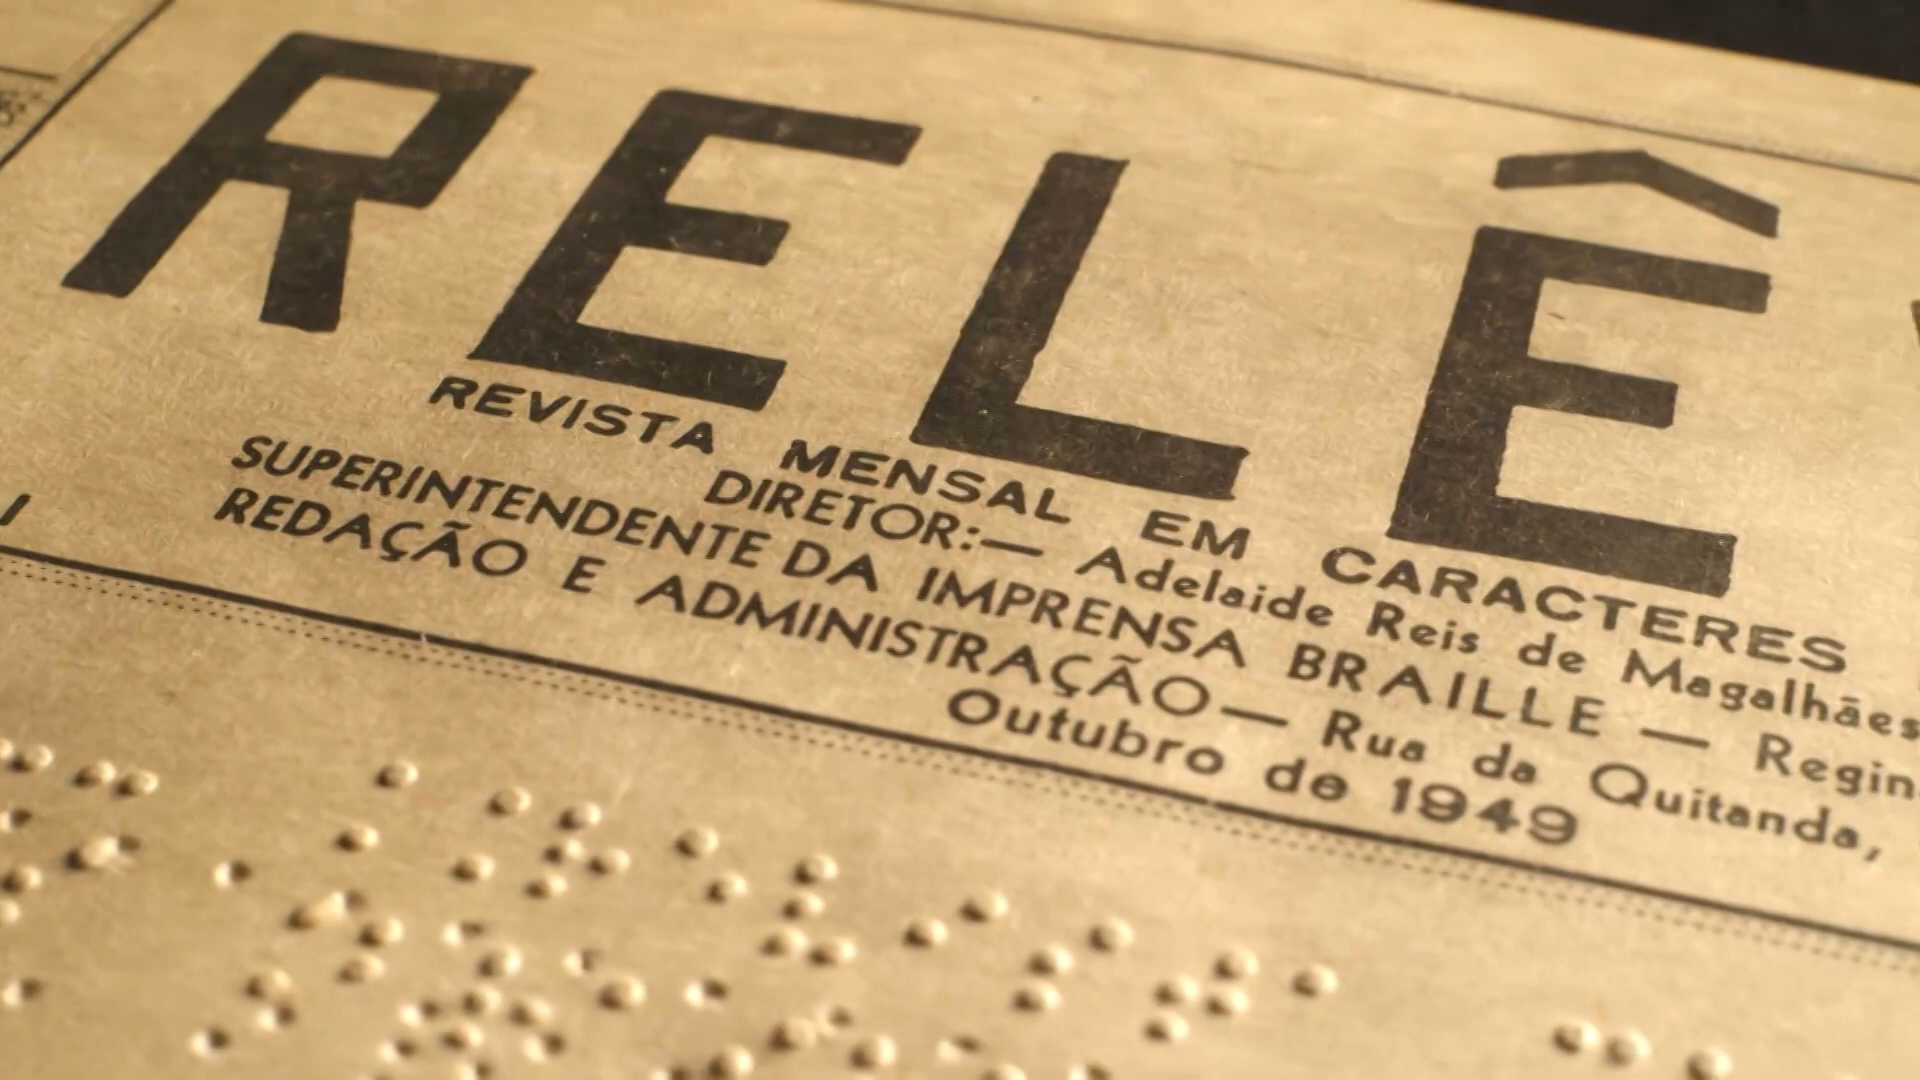 RELÊ
REVISTA MENSAL EM CARACTERES
DIRETOR:— Adelaide Reis de Magalhães
SUPERINTENDENTE DA IMPRENSA BRAILLE — Regin
REDAÇÃO E ADMINISTRAÇÃO— Rua da Quitanda,
Outubro de 1949